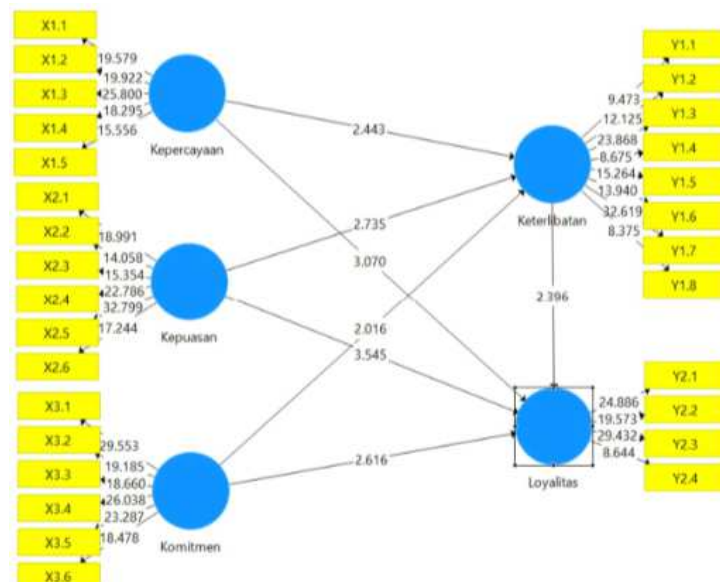 X1.1
X1.2
X1.3
X1.4
X1.5
19.579
19.922
25.800
18.295
15.556
Kepercayaan
X2.1
X2.2
X2.3
X2.4
X2.5
X2.6
18.991
14.058
15.354
22.786
32.799
17.244
Kepuasan
X3.1
X3.2
X3.3
X3.4
X3.5
X3.6
29.553
19.185
18.660
26.038
23.287
18.478
Komitmen
2.443
2.735
3.070
2.016
3.545
2.616
2.396
Y1.1
Y1.2
Y1.3
Y1.4
Y1.5
Y1.6
Y1.7
Y1.8
9.473
12.125
23.868
8.675
15.264
13.940
32.619
8.375
Keterlibatan
Y2.1
Y2.2
Y2.3
Y2.4
24.886
19.573
29.432
8.644
Loyalitas